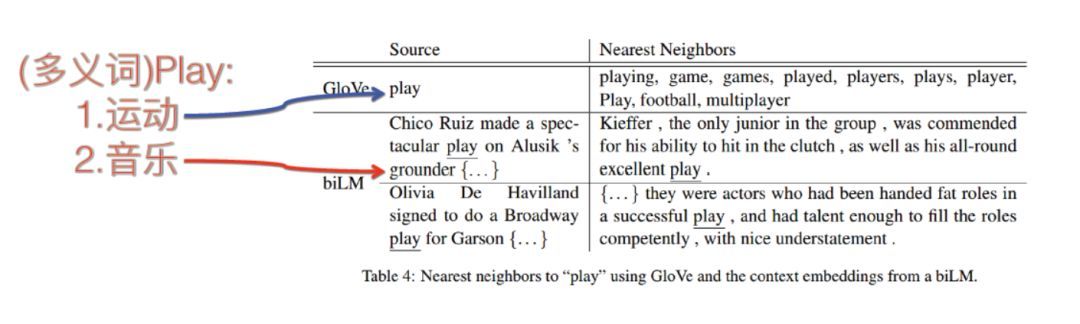 (多义词)Play:
1.运动
2.音乐
Source Nearest Neighbors
GloVe play playing, game, games, played, players, plays, player,
Play, football, multiplayer
biLM
Chico Ruiz made a spec-
tacular play on Alusik 's
grounder {...}
Kieffer , the only junior in the group , was commended
for his ability to hit in the clutch , as well as his all-round
excellent play .
Olivia De Havilland
signed to do a Broadway
play for Garson {...}
{...} they were actors who had been handed fat roles in
a successful play , and had talent enough to fill the roles
competently , with nice understatement .
Table 4: Nearest neighbors to “play” using GloVe and the context embeddings from a biLM.